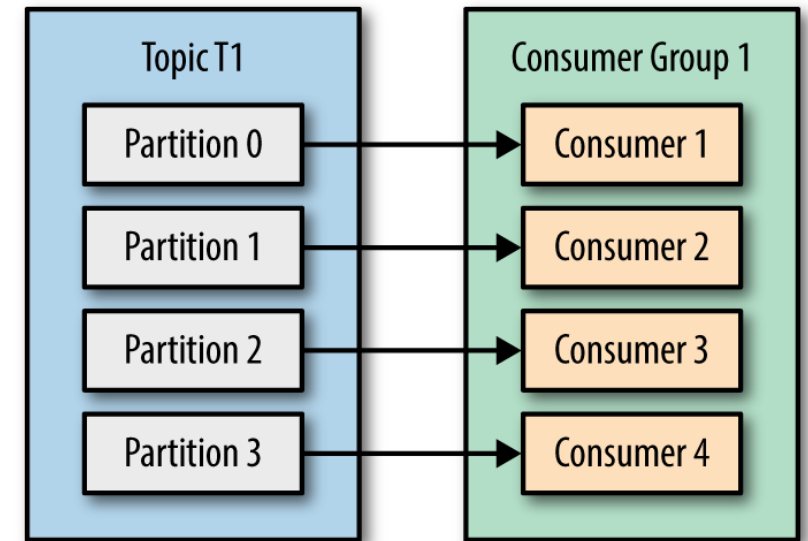 Topic T1
Partition 0
Partition 1
Partition 2
Partition 3
Consumer Group 1
Consumer 1
Consumer 2
Consumer 3
Consumer 4